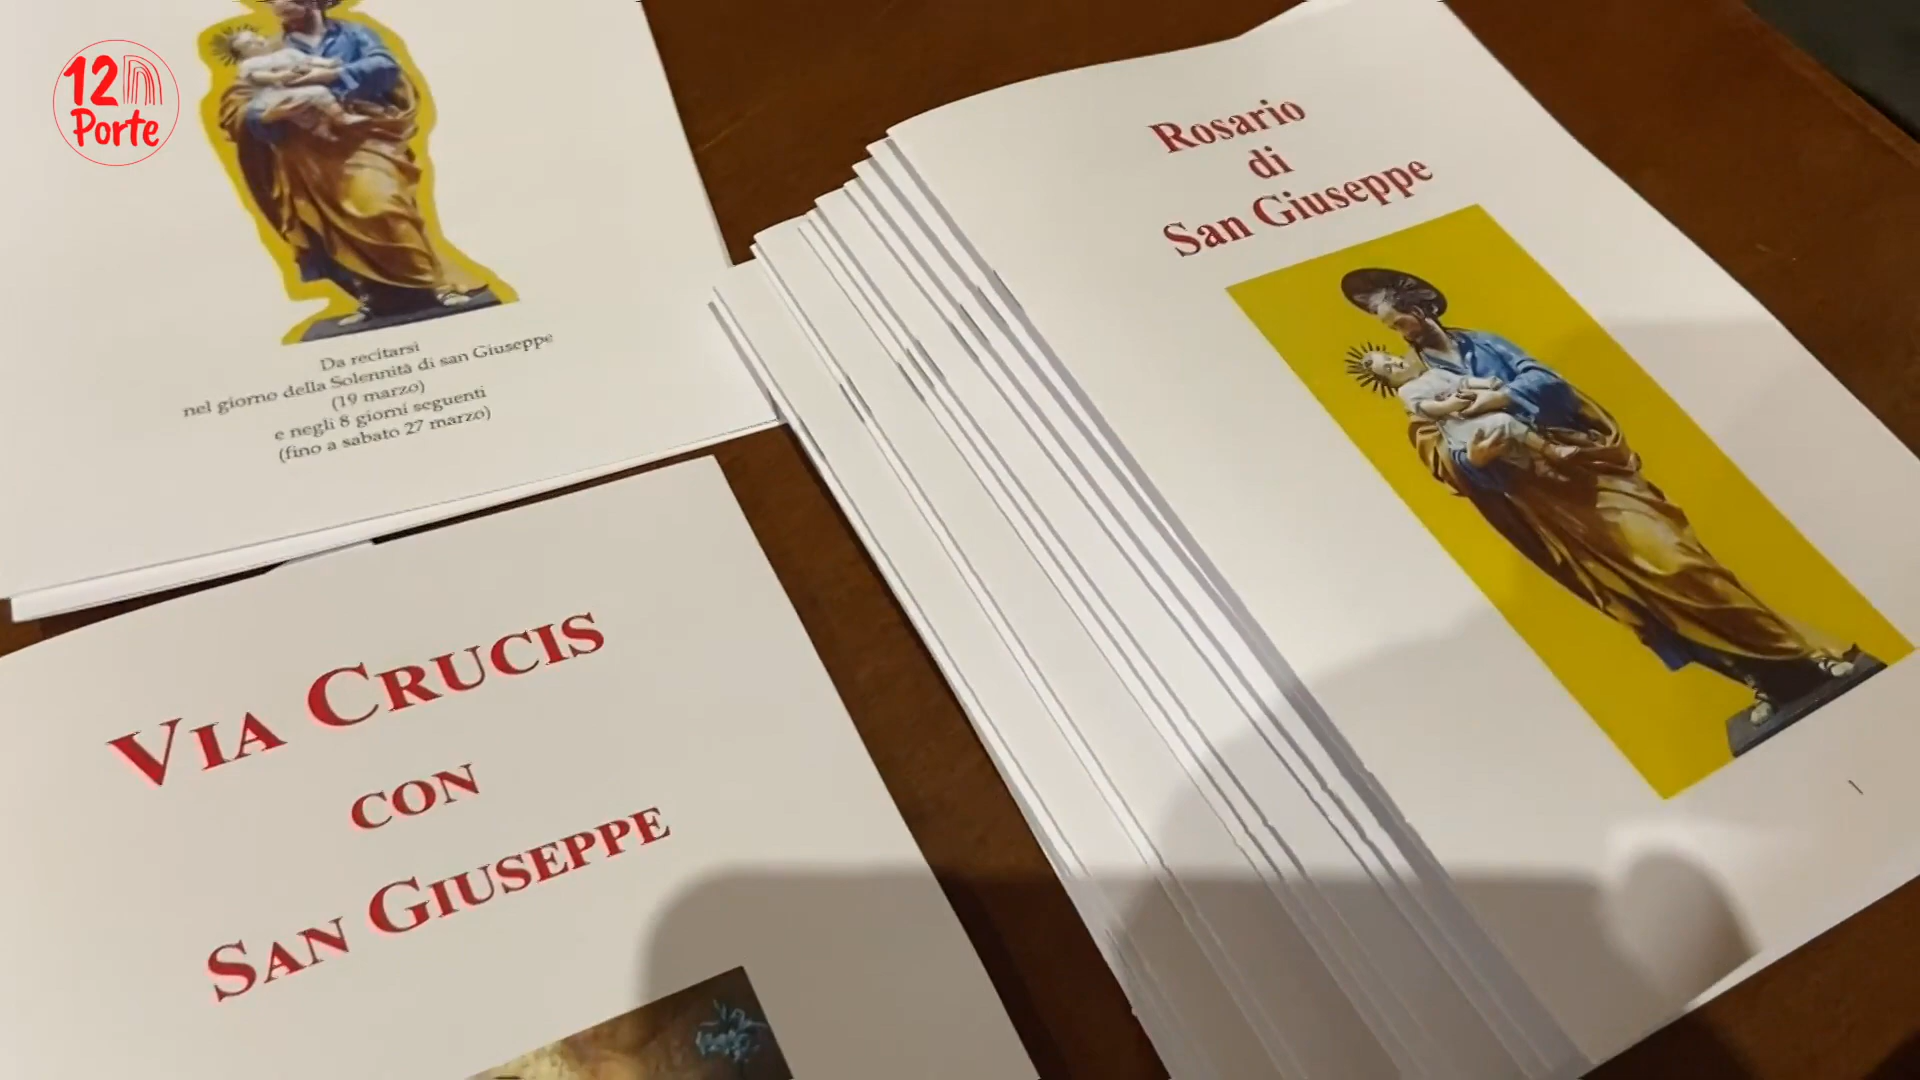 12
Porte
Da recitarsi
nel giorno della Solennità di san Giuseppe
(19 marzo)
e negli 8 giorni seguenti
(fino a sabato 27 marzo)
VIA CRUCIS
CON
SAN GIUSEPPE
Rosario
di
San Giuseppe
1